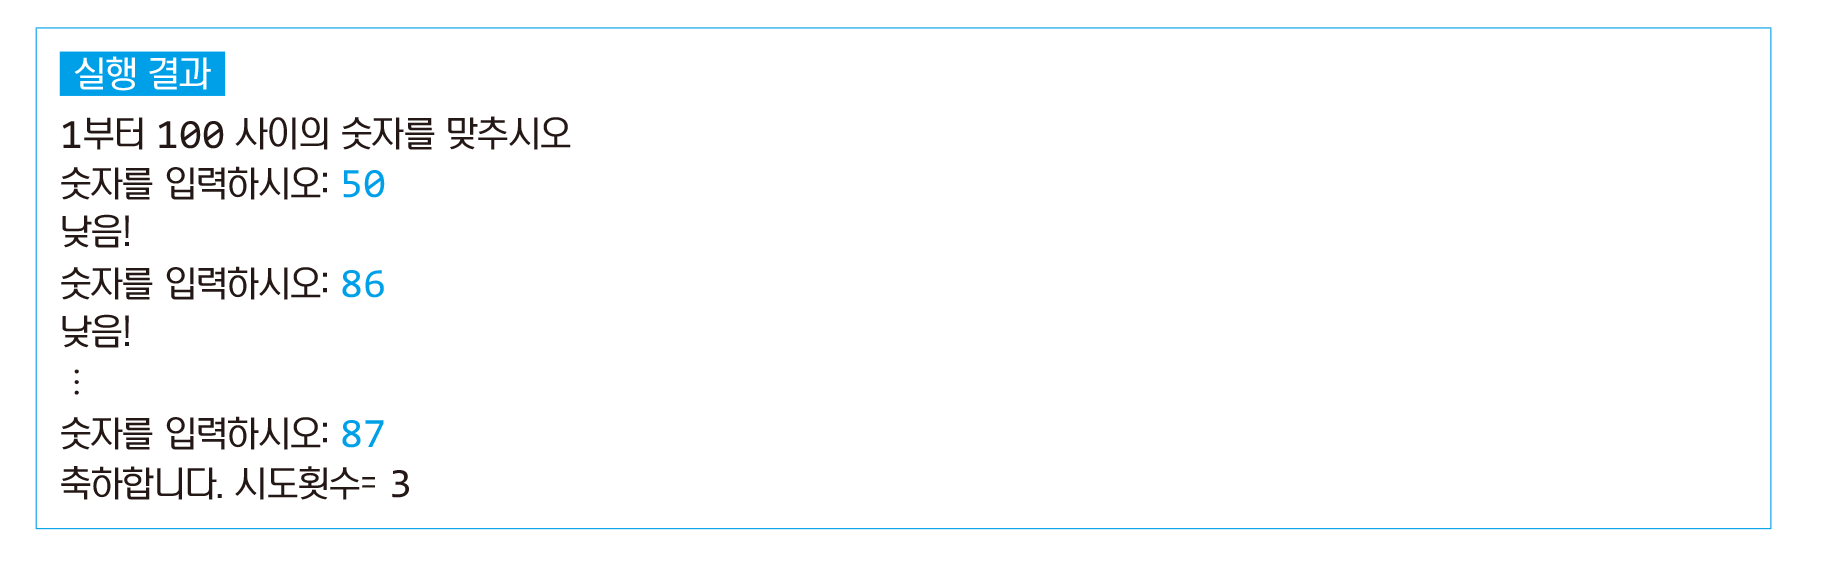 실행 결과
1부터 100 사이의 숫자를 맞추시오
숫자를 입력하시오: 50
낮음!
숫자를 입력하시오: 86
낮음!
⋮
숫자를 입력하시오: 87
축하합니다. 시도횟수= 3